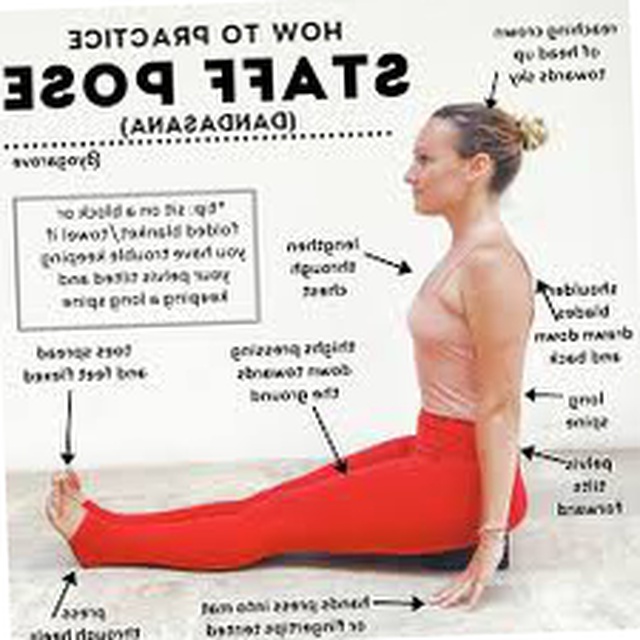 HOW TO PRACTICE
STAFF POSE
(DANDASANA)
@yogarove
reaching crown
of head up
towards sky
*tip: sit on a block or
folded blanket/towel if
you have trouble keeping
your pelvis tilted and
keeping a long spine
lengthen
through
chest
shoulder
blades
drawn down
and back
toes spread
and feet flexed
thighs pressing
down towards
the ground
long
spine
pelvis
tilts
forward
press
through heels
hands press into mat
or fingertips tented